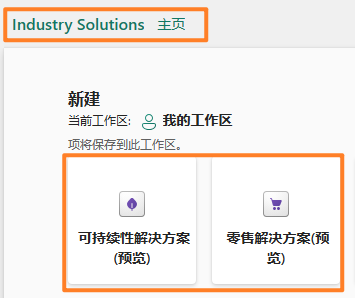 Industry Solutions 主页
新建
当前工作区: 我的工作区
项将保存到此工作区。
可持续性解决方案
(预览)
零售解决方案(预
览)